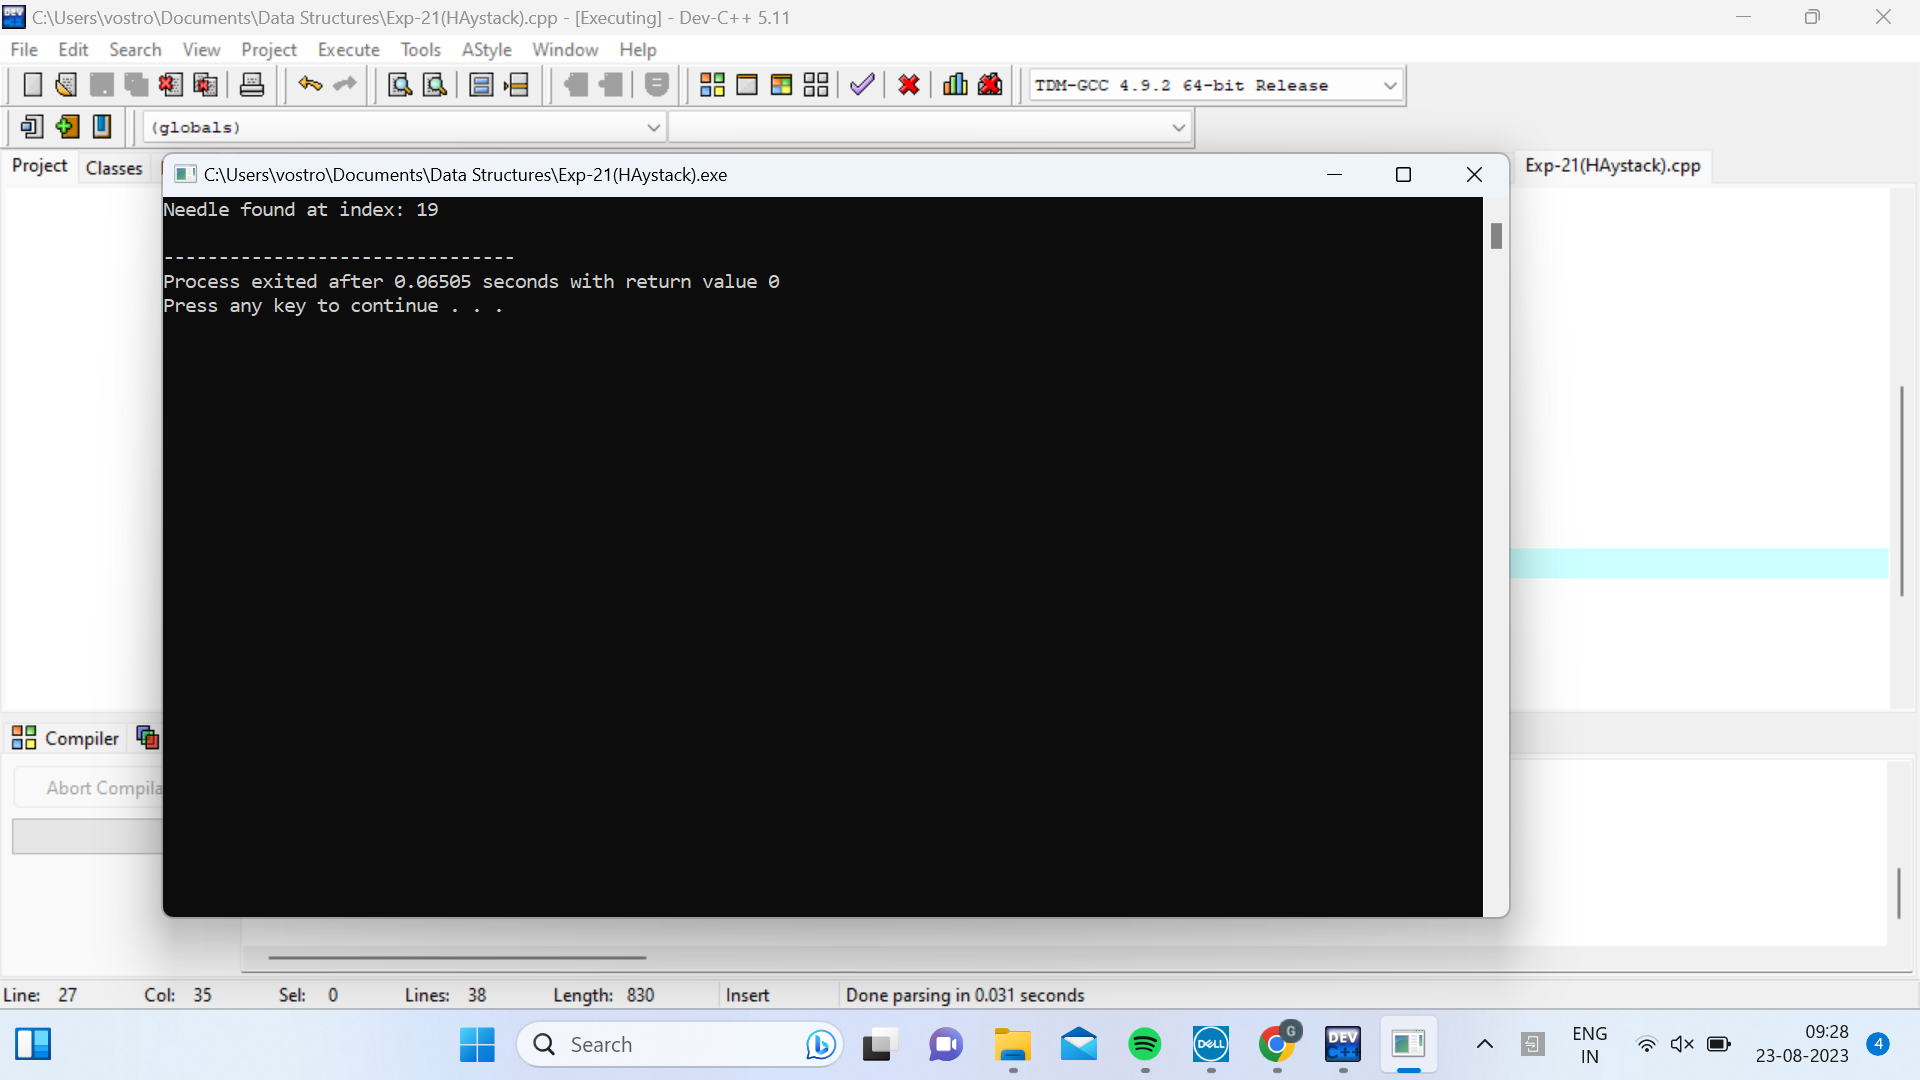 C:\Users\vostro\Documents\Data Structures\Exp-21(HAystack).cpp - [Executing] - Dev-C++ 5.11
File Edit Search View Project Execute Tools AStyle Window Help
TDM-GCC 4.9.2 64-bit Release
(globals)
Project Classes
Exp-21(HAystack).cpp
C:\Users\vostro\Documents\Data Structures\Exp-21(HAystack).exe
Needle found at index: 19
--------------------------------
Process exited after 0.06505 seconds with return value 0
Press any key to continue . . .
Compiler
Abort Compila
Line: 27 Col: 35 Sel: 0 Lines: 38 Length: 830 Insert Done parsing in 0.031 seconds
Search
DELL
G
DEV
C++
ENG
IN
09:28
23-08-2023
4